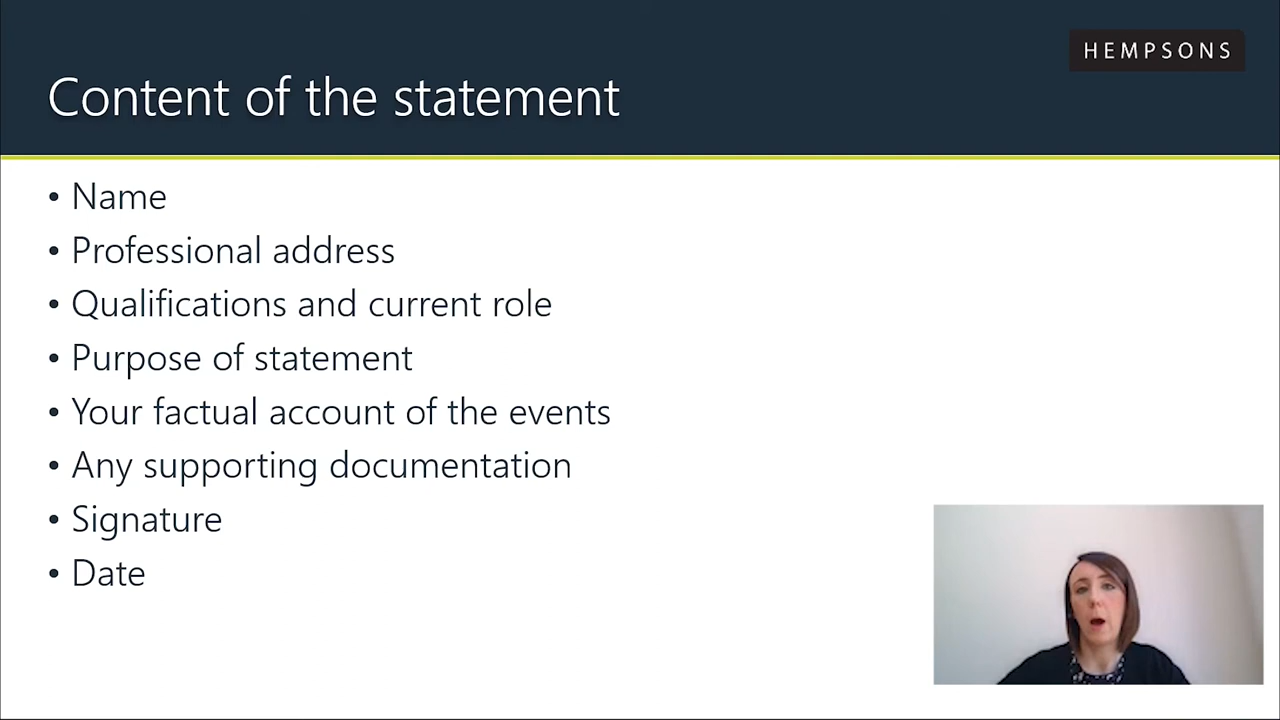 HEMPSONS
Content of the statement
• Name
• Professional address
• Qualifications and current role
• Purpose of statement
• Your factual account of the events
• Any supporting documentation
• Signature
• Date